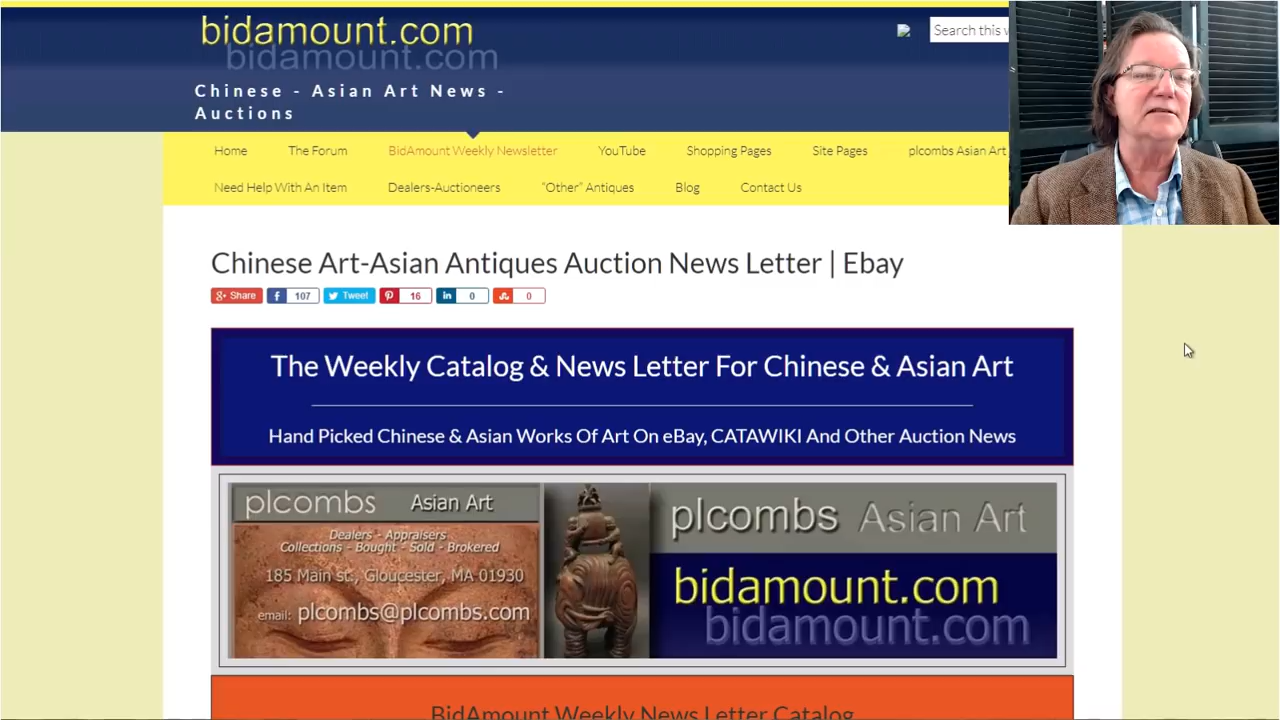 bidamount.com
bidamount.com
Chinese - Asian Art News -
Auctions
Search this w
Home The Forum BidAmount Weekly Newsletter YouTube Shopping Pages Site Pages plcombs Asian Art
Need Help With An Item Dealers-Auctioneers “Other” Antiques Blog Contact Us
Chinese Art-Asian Antiques Auction News Letter | Ebay
Share 107 Tweet 16 0 0
The Weekly Catalog & News Letter For Chinese & Asian Art
Hand Picked Chinese & Asian Works Of Art On eBay, CATAWIKI And Other Auction News
plcombs Asian Art
Dealers - Appraisers
Collections - Bought - Sold - Brokered
185 Main st., Gloucester, MA 01930
email: plcombs@plcombs.com
plcombs Asian Art
bidamount.com
bidamount.com
BidAmount Weekly News Letter Catalog